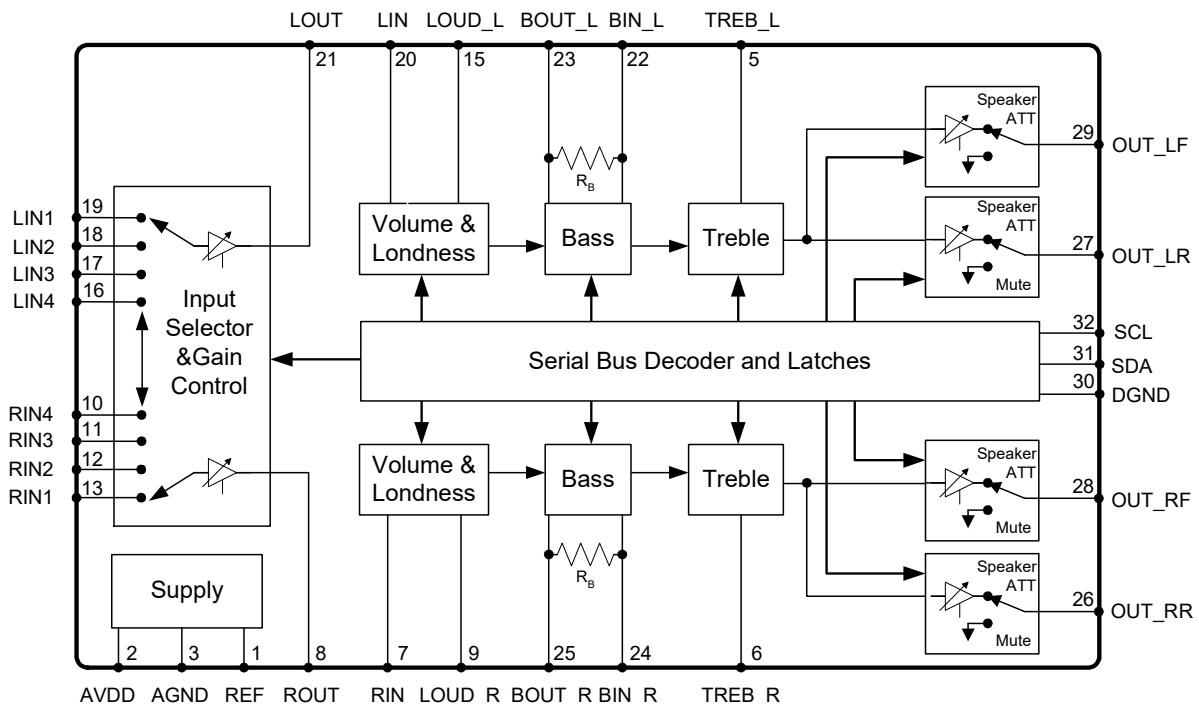 LOUT LIN LOUD_L BOUT_L BIN_L TREB_L
21 20 15 23 22 5
Speaker
ATT
29 OUT_LF
R_B
LIN1 19
LIN2 18
LIN3 17
LIN4 16
Input
Selector
&Gain
Control
RIN4 10
RIN3 11
RIN2 12
RIN1 13
Volume &
Londness
Bass
Treble
Speaker
ATT
Mute
27 OUT_LR
Serial Bus Decoder and Latches
32 SCL
31 SDA
30 DGND
Volume &
Londness
Bass
Treble
Speaker
ATT
Mute
28 OUT_RF
R_B
Speaker
ATT
Mute
26 OUT_RR
Supply
2 3 1 8 7 9 25 24 6
AVDD AGND REF ROUT RIN LOUD R BOUT R BIN R TREB R